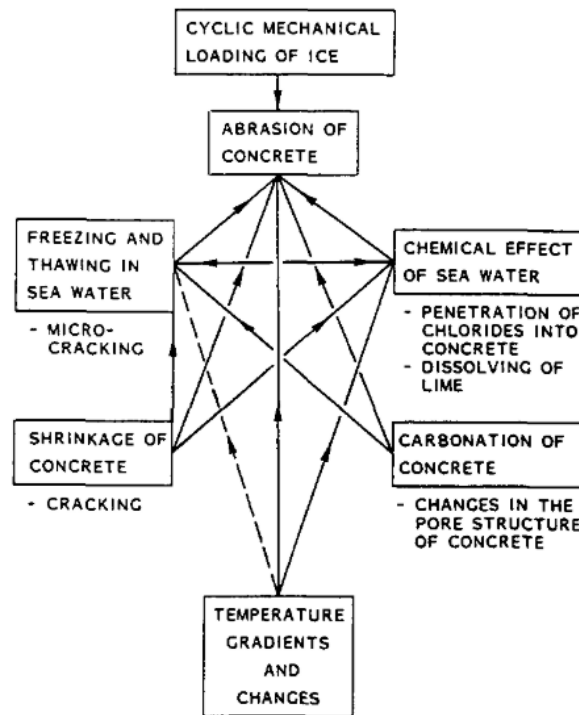 CYCLIC MECHANICAL
LOADING OF ICE
ABRASION OF
CONCRETE
FREEZING AND
THAWING IN
SEA WATER
- MICRO-
CRACKING
CHEMICAL EFFECT
OF SEA WATER
- PENETRATION OF
CHLORIDES INTO
CONCRETE
- DISSOLVING OF
LIME
SHRINKAGE OF
CONCRETE
- CRACKING
CARBONATION OF
CONCRETE
- CHANGES IN THE
PORE STRUCTURE
OF CONCRETE
TEMPERATURE
GRADIENTS
AND
CHANGES